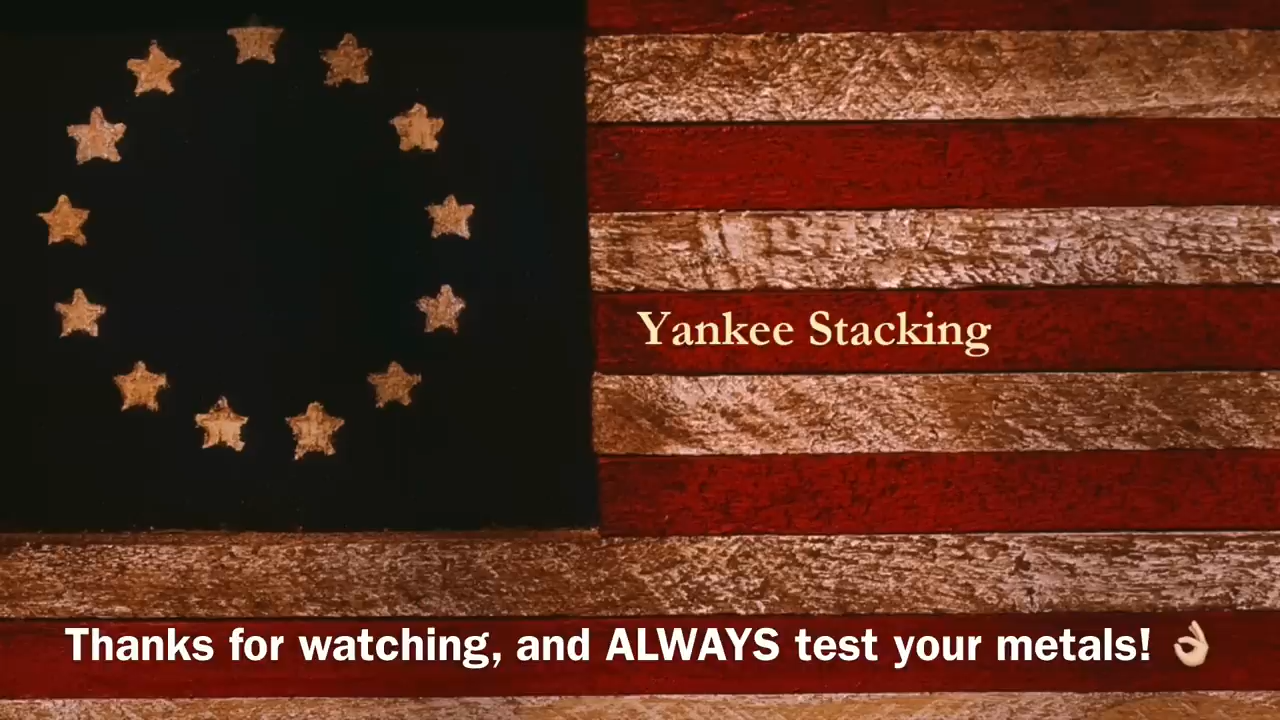 Yankee Stacking
Thanks for watching, and ALWAYS test your metals! 👌🏼